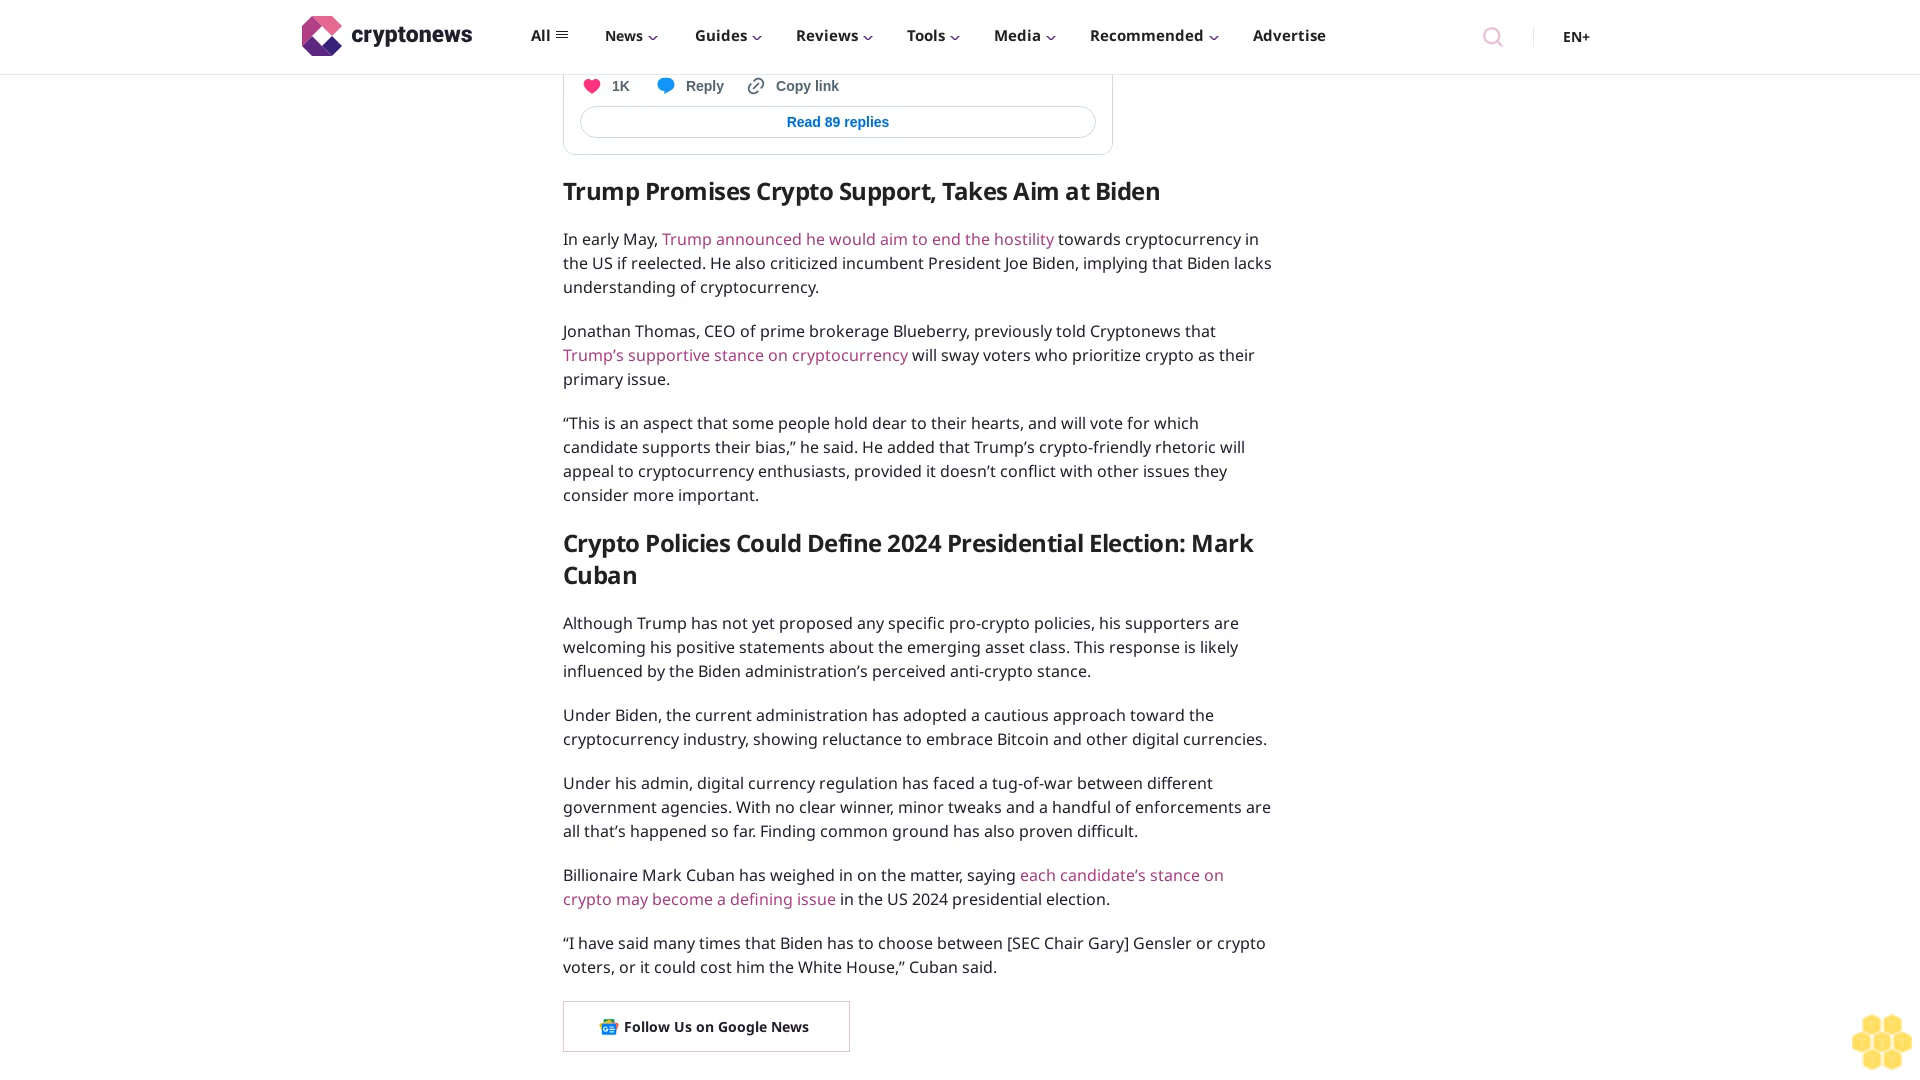 cryptonews
All
News
Guides
Reviews
Tools
Media
Recommended
Advertise
EN+
1K
Reply
Copy link
Read 89 replies
Trump Promises Crypto Support, Takes Aim at Biden
In early May, Trump announced he would aim to end the hostility towards cryptocurrency in
the US if reelected. He also criticized incumbent President Joe Biden, implying that Biden lacks
understanding of cryptocurrency.
Jonathan Thomas, CEO of prime brokerage Blueberry, previously told Cryptonews that
Trump’s supportive stance on cryptocurrency will sway voters who prioritize crypto as their
primary issue.
“This is an aspect that some people hold dear to their hearts, and will vote for which
candidate supports their bias,” he said. He added that Trump’s crypto-friendly rhetoric will
appeal to cryptocurrency enthusiasts, provided it doesn’t conflict with other issues they
consider more important.
Crypto Policies Could Define 2024 Presidential Election: Mark
Cuban
Although Trump has not yet proposed any specific pro-crypto policies, his supporters are
welcoming his positive statements about the emerging asset class. This response is likely
influenced by the Biden administration’s perceived anti-crypto stance.
Under Biden, the current administration has adopted a cautious approach toward the
cryptocurrency industry, showing reluctance to embrace Bitcoin and other digital currencies.
Under his admin, digital currency regulation has faced a tug-of-war between different
government agencies. With no clear winner, minor tweaks and a handful of enforcements are
all that’s happened so far. Finding common ground has also proven difficult.
Billionaire Mark Cuban has weighed in on the matter, saying each candidate’s stance on
crypto may become a defining issue in the US 2024 presidential election.
“I have said many times that Biden has to choose between [SEC Chair Gary] Gensler or crypto
voters, or it could cost him the White House,” Cuban said.
Follow Us on Google News